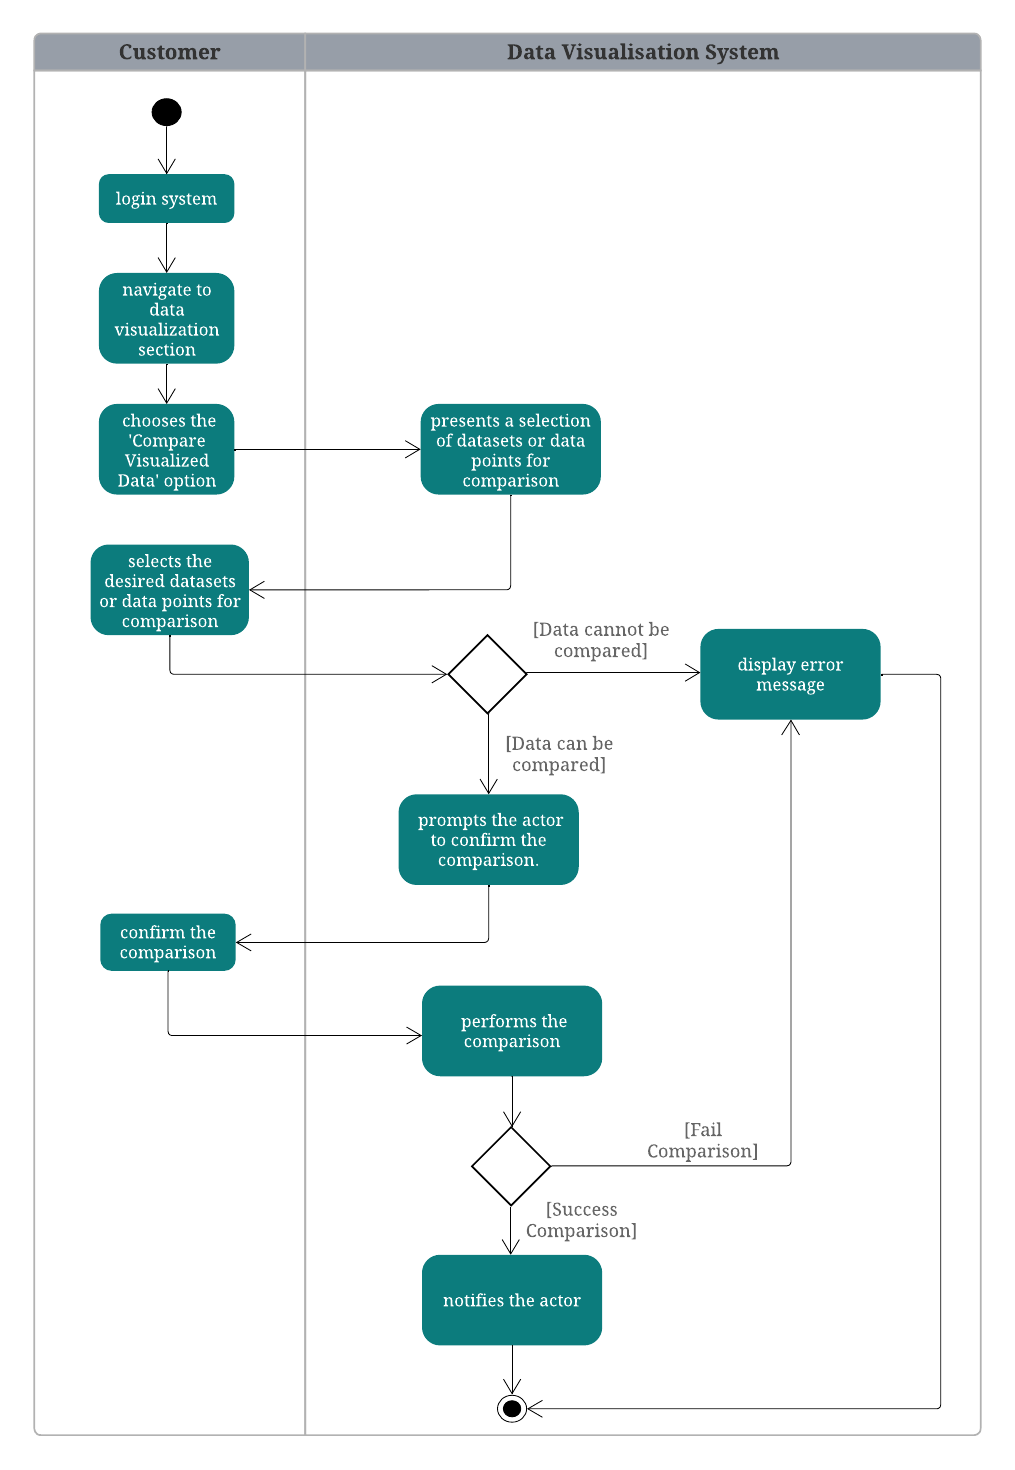 Customer
Data Visualisation System
login system
navigate to
data
visualization
section
chooses the
'Compare
Visualized
Data' option
presents a selection
of datasets or data
points for
comparison
selects the
desired datasets
or data points for
comparison
[Data cannot be
compared]
display error
message
[Data can be
compared]
prompts the actor
to confirm the
comparison.
confirm the
comparison
performs the
comparison
[Fail
Comparison]
[Success
Comparison]
notifies the actor